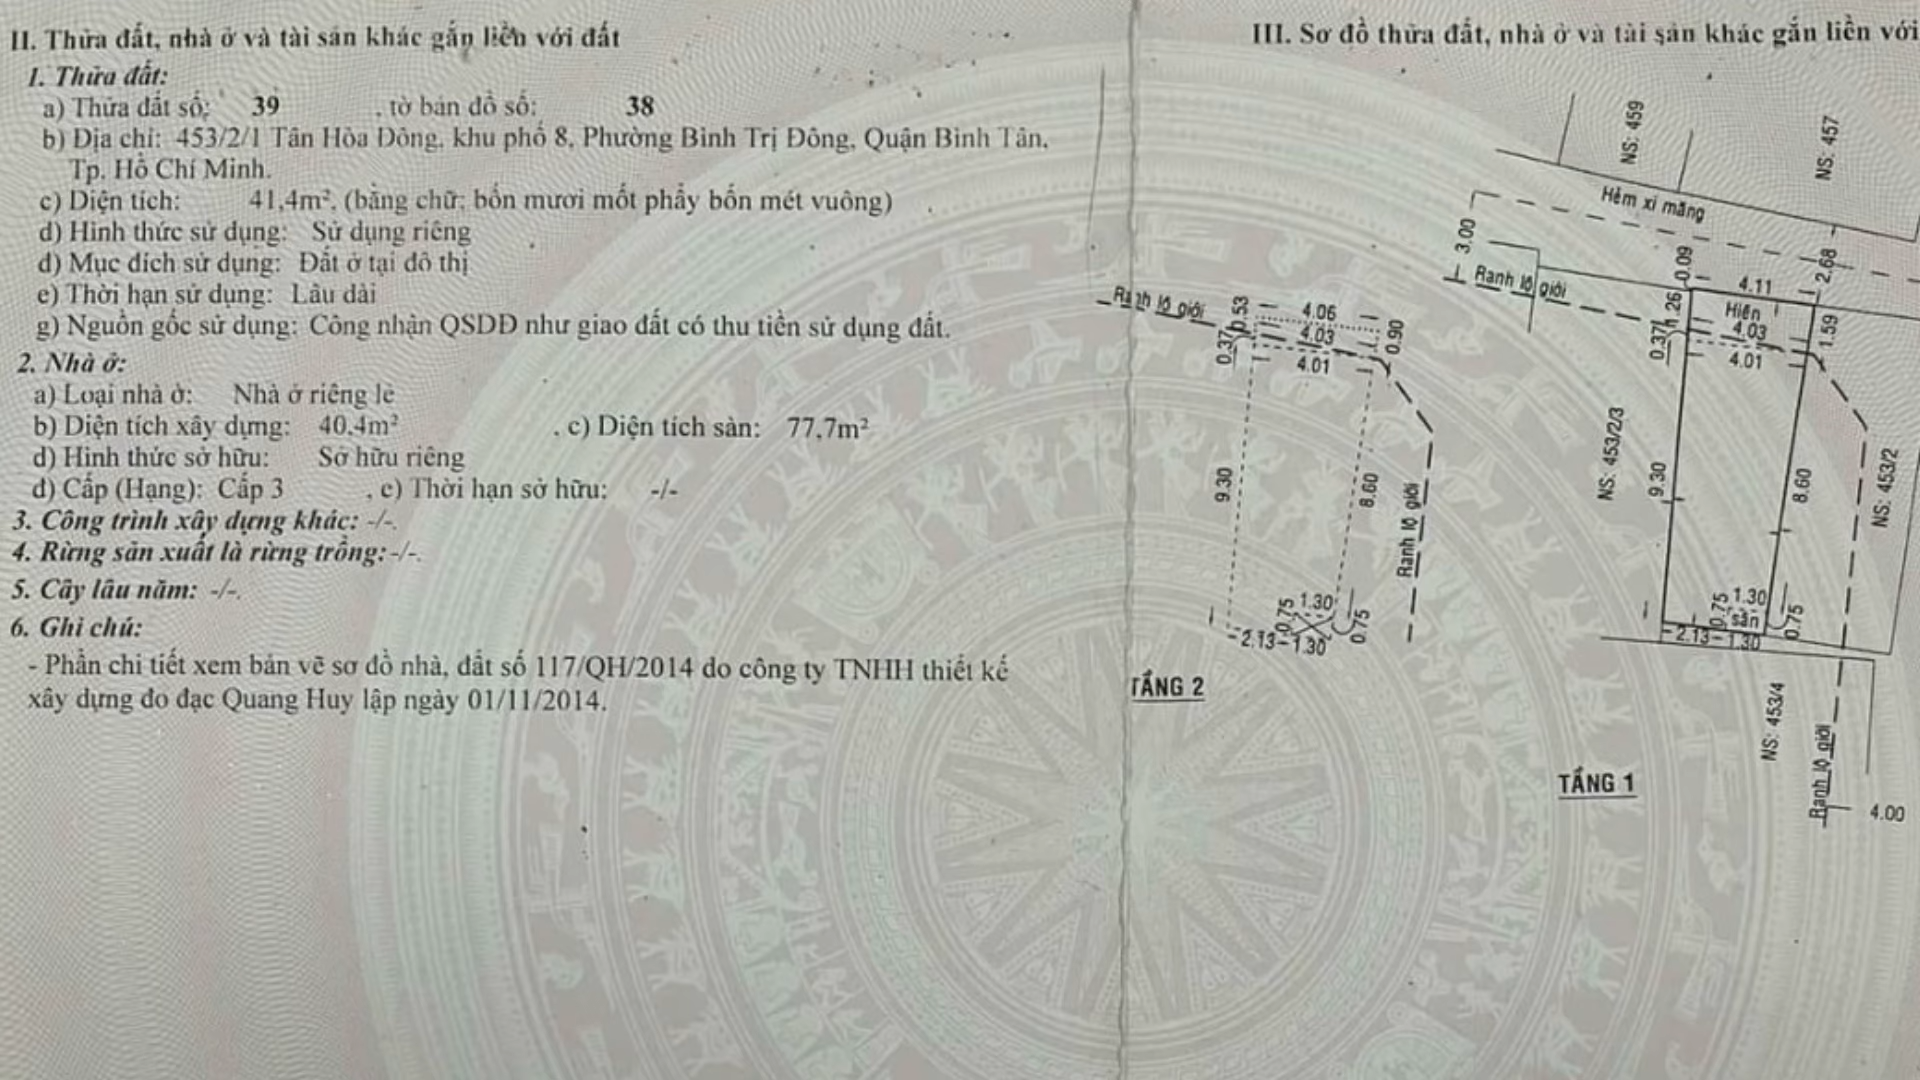 II. Thửa đất, nhà ở và tài sản khác gắn liền với đất
1. Thửa đất:
a) Thửa đất số: 39 , tờ bản đồ số: 38
b) Địa chỉ: 453/2/1 Tân Hòa Đông, khu phố 8, Phường Bình Trị Đông, Quận Bình Tân,
Tp. Hồ Chí Minh.
c) Diện tích: 41,4m², (bằng chữ: bốn mươi mốt phẩy bốn mét vuông)
d) Hình thức sử dụng: Sử dụng riêng
đ) Mục đích sử dụng: Đất ở tại đô thị
e) Thời hạn sử dụng: Lâu dài
g) Nguồn gốc sử dụng: Công nhận QSDĐ như giao đất có thu tiền sử dụng đất.
2. Nhà ở:
a) Loại nhà ở: Nhà ở riêng lẻ
b) Diện tích xây dựng: 40,4m² , c) Diện tích sàn: 77,7m²
d) Hình thức sở hữu: Sở hữu riêng
đ) Cấp (Hạng): Cấp 3 , e) Thời hạn sở hữu: -/-
3. Công trình xây dựng khác: -/-.
4. Rừng sản xuất là rừng trồng: -/-.
5. Cây lâu năm: -/-.
6. Ghi chú:
- Phần chi tiết xem bản vẽ sơ đồ nhà, đất số 117/QH/2014 do công ty TNHH thiết kế
xây dựng đo đạc Quang Huy lập ngày 01/11/2014.
III. Sơ đồ thửa đất, nhà ở và tài sản khác gắn liền với
Ranh lộ giới
0.53
4.06
4.03
0.90
0.37
4.01
9.30
8.60
Ranh lộ giới
0.75
1.30
0.75
2.13
1.30
TẦNG 2
NS: 459
NS: 457
Hẻm xi măng
3.00
Ranh lộ giới
0.09
4.11
2.68
Hiên
4.03
1.59
0.37
4.01
NS: 453/2/3
9.30
8.60
NS: 453/2
0.75
1.30
sân
0.75
2.13
1.30
NS: 453/4
Ranh lộ giới
4.00
TẦNG 1